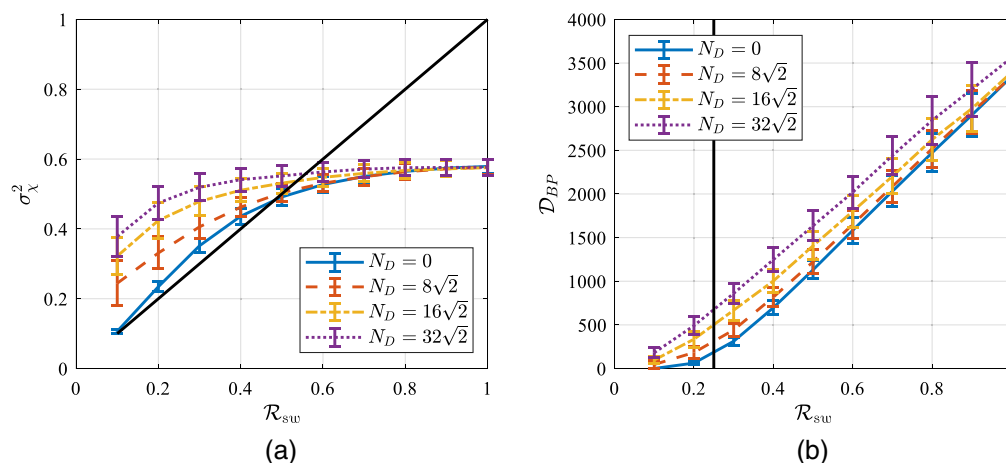 1
0.8
0.6
0.4
0.2
0
σ²_χ
0 0.2 0.4 0.6 0.8 1
R_sw
N_D = 0
N_D = 8√2
N_D = 16√2
N_D = 32√2
(a)
4000
3500
3000
2500
2000
1500
1000
500
0
D_BP
0 0.2 0.4 0.6 0.8
R_sw
N_D = 0
N_D = 8√2
N_D = 16√2
N_D = 32√2
(b)